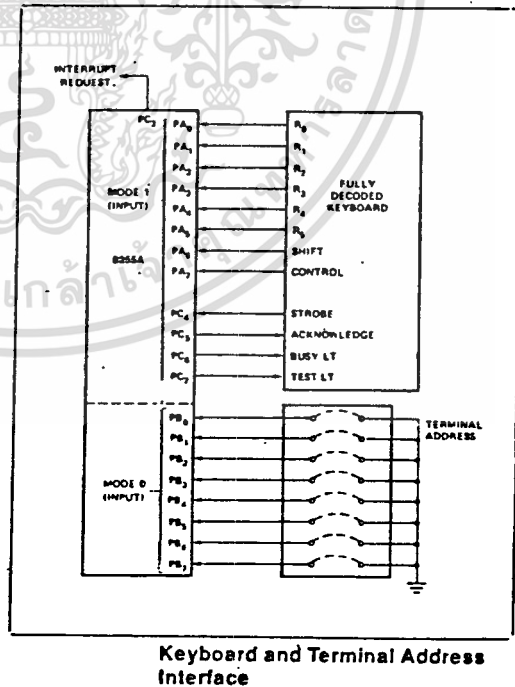 INTERRUPT
REQUEST.
PC3
PA0
PA1
PA2
PA3
PA4
PA5
PA6
PA7
PC4
PC5
PC6
PC7
MODE 1
(INPUT)
8255A
R0
R1
R2
R3
R4
R5
SHIFT
CONTROL
STROBE
ACKNOWLEDGE
BUSY LT
TEST LT
FULLY
DECODED
KEYBOARD
PB0
PB1
PB2
PB3
PB4
PB5
PB6
PB7
MODE 0
(INPUT)
TERMINAL
ADDRESS
Keyboard and Terminal Address
Interface